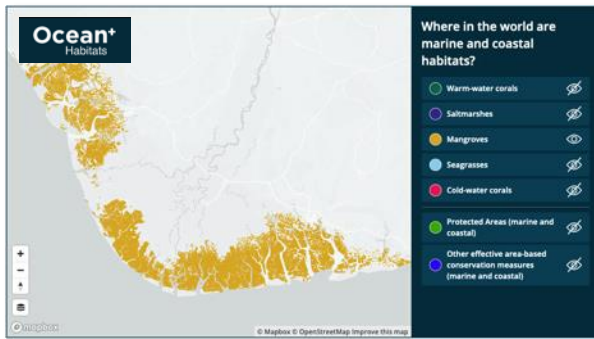 Ocean+
Habitats
Where in the world are
marine and coastal
habitats?
Warm-water corals
Saltmarshes
Mangroves
Seagrasses
Cold-water corals
Protected Areas (marine and
coastal)
Other effective area-based
conservation measures
(marine and coastal)
mapbox
© Mapbox © OpenStreetMap Improve this map